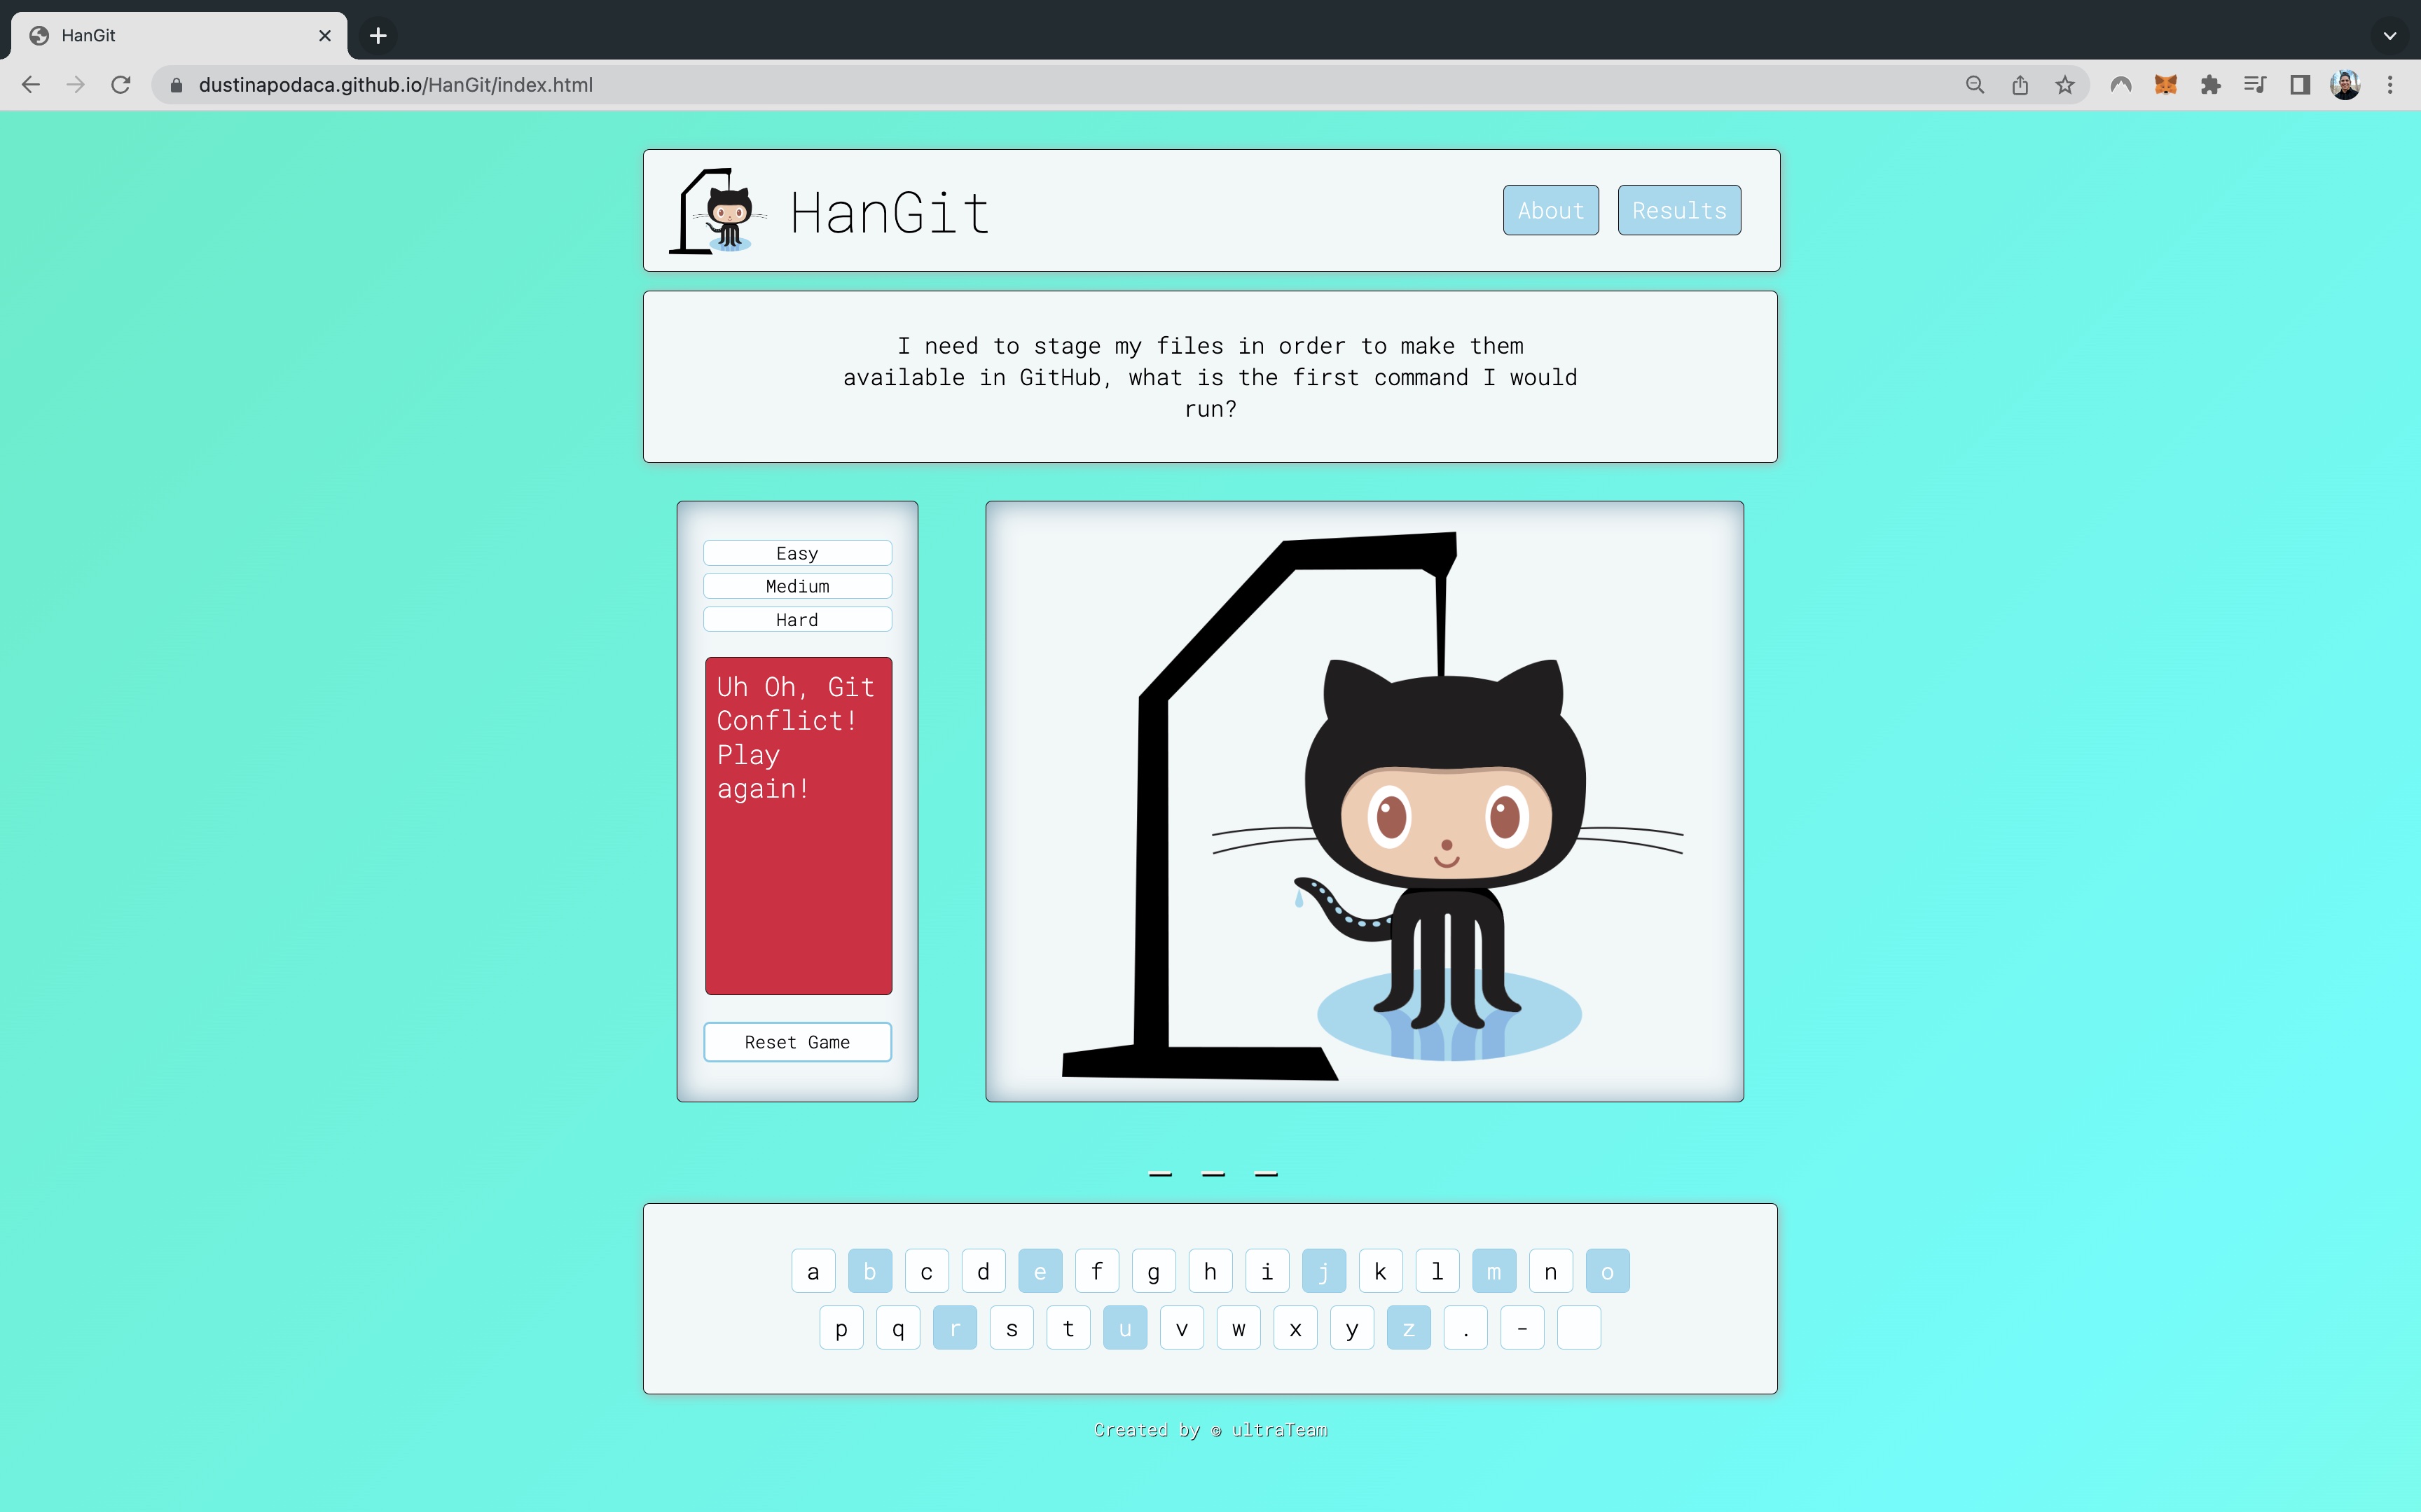 HanGit
dustinapodaca.github.io/HanGit/index.html
HanGit
About
Results
I need to stage my files in order to make them
available in GitHub, what is the first command I would
run?
Easy
Medium
Hard
Uh Oh, Git
Conflict!
Play
again!
Reset Game
_ _ _
a b c d e f g h i j k l m n o
p q r s t u v w x y z . -
Created by © ultraTeam